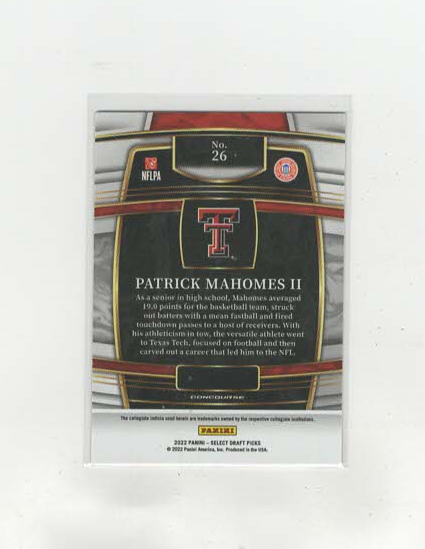 No.
26
NFLPA
PATRICK MAHOMES II
As a senior in high school, Mahomes averaged
19.0 points for the basketball team, struck
out batters with a mean fastball and fired
touchdown passes to a host of receivers. With
his athleticism in tow, the versatile athlete went
to Texas Tech, focused on football and then
carved out a career that led him to the NFL.
CONCOURSE
The collegiate indicia used herein are trademarks owned by the respective collegiate institutions.
PANINI
2022 PANINI – SELECT DRAFT PICKS
© 2022 Panini America, Inc. Produced in the USA.